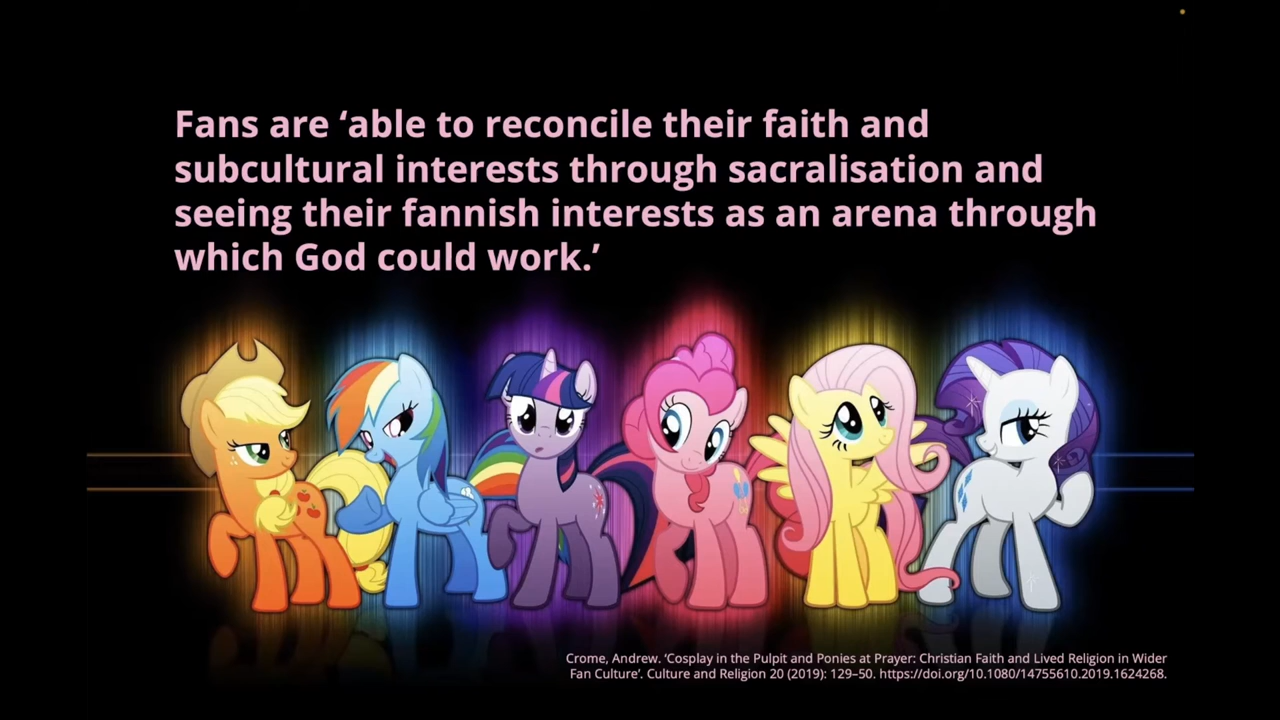 Fans are ‘able to reconcile their faith and
subcultural interests through sacralisation and
seeing their fannish interests as an arena through
which God could work.’
Crome, Andrew. ‘Cosplay in the Pulpit and Ponies at Prayer: Christian Faith and Lived Religion in Wider
Fan Culture’. Culture and Religion 20 (2019): 129–50. https://doi.org/10.1080/14755610.2019.1624268.